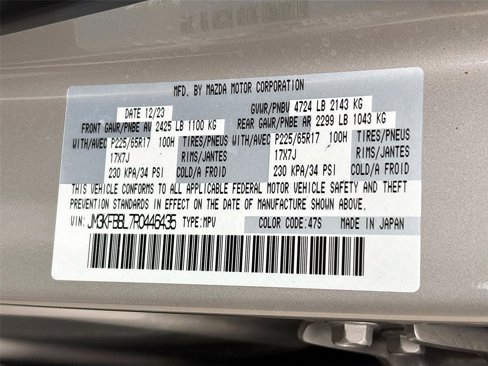 MFD. BY MAZDA MOTOR CORPORATION
DATE 12/23 GVWR/PNBV 4724 LB 2143 KG
FRONT GAWR/PNBE AV 2425 LB 1100 KG REAR GAWR/PNBE AR 2299 LB 1043 KG
WITH/AVEC P225/65R17 100H TIRES/PNEUS WITH/AVEC P225/65R17 100H TIRES/PNEUS
17X7J RIMS/JANTES 17X7J RIMS/JANTES
230 KPA/34 PSI COLD/A FROID 230 KPA/34 PSI COLD/A FROID
THIS VEHICLE CONFORMS TO ALL APPLICABLE FEDERAL MOTOR VEHICLE SAFETY AND THEFT
PREVENTION STANDARDS IN EFFECT ON THE DATE OF MANUFACTURE SHOWN ABOVE.
VIN: JM3KFBBL7R0446435 TYPE:MPV COLOR CODE: 47S MADE IN JAPAN